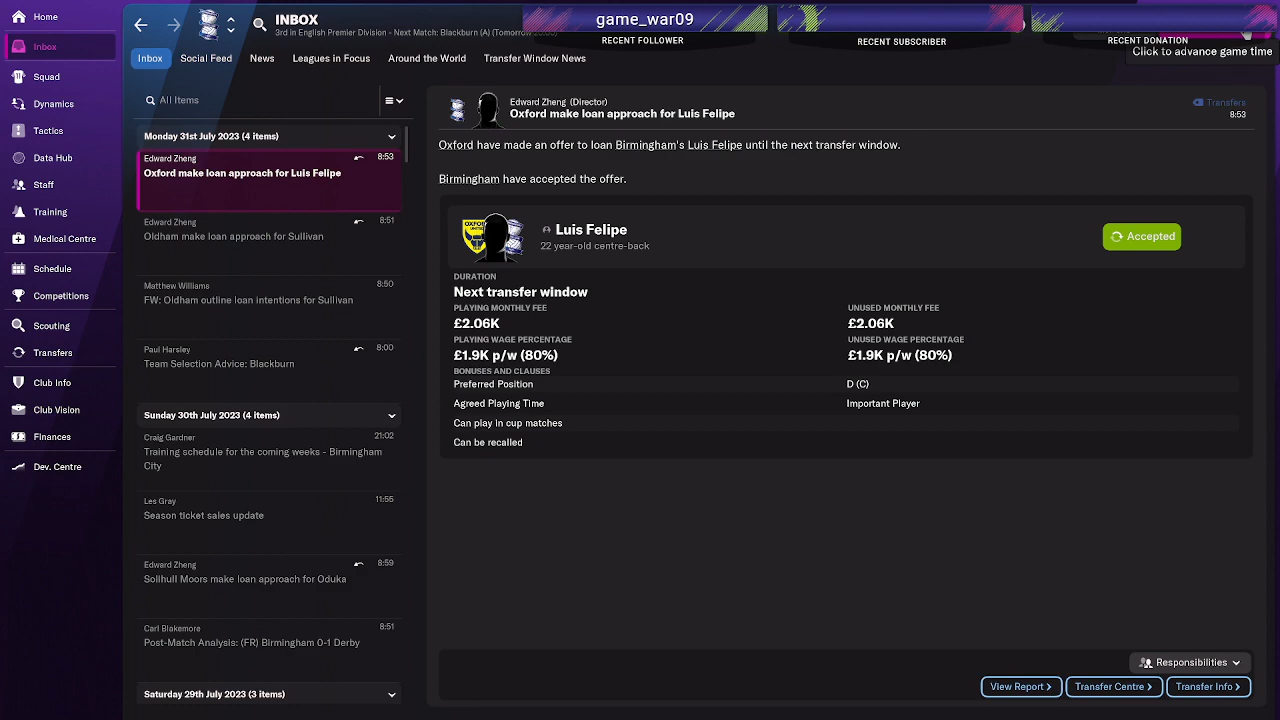 Home
Inbox
Squad
Dynamics
Tactics
Data Hub
Staff
Training
Medical Centre
Schedule
Competitions
Scouting
Transfers
Club Info
Club Vision
Finances
Dev. Centre
INBOX
3rd in English Premier Division - Next Match: Blackburn (A) (Tomorrow
game_war09
RECENT FOLLOWER
RECENT SUBSCRIBER
RECENT DONATION
Click to advance game time
Inbox
Social Feed
News
Leagues in Focus
Around the World
Transfer Window News
All Items
Monday 31st July 2023 (4 items)
Edward Zheng 8:53
Oxford make loan approach for Luis Felipe
Edward Zheng 8:51
Oldham make loan approach for Sullivan
Matthew Williams 8:50
FW: Oldham outline loan intentions for Sullivan
Paul Harsley 8:00
Team Selection Advice: Blackburn
Sunday 30th July 2023 (4 items)
Craig Gardner 21:02
Training schedule for the coming weeks - Birmingham
City
Les Gray 11:55
Season ticket sales update
Edward Zheng 8:59
Solihull Moors make loan approach for Oduka
Carl Blakemore 8:51
Post-Match Analysis: (FR) Birmingham 0-1 Derby
Saturday 29th July 2023 (3 items)
Edward Zheng (Director) Transfers
Oxford make loan approach for Luis Felipe 8:53
Oxford have made an offer to loan Birmingham's Luis Felipe until the next transfer window.
Birmingham have accepted the offer.
OXFORD
UNITED
Luis Felipe
22 year-old centre-back
Accepted
DURATION
Next transfer window
PLAYING MONTHLY FEE UNUSED MONTHLY FEE
£2.06K £2.06K
PLAYING WAGE PERCENTAGE UNUSED WAGE PERCENTAGE
£1.9K p/w (80%) £1.9K p/w (80%)
BONUSES AND CLAUSES
Preferred Position D (C)
Agreed Playing Time Important Player
Can play in cup matches
Can be recalled
Responsibilities
View Report
Transfer Centre
Transfer Info